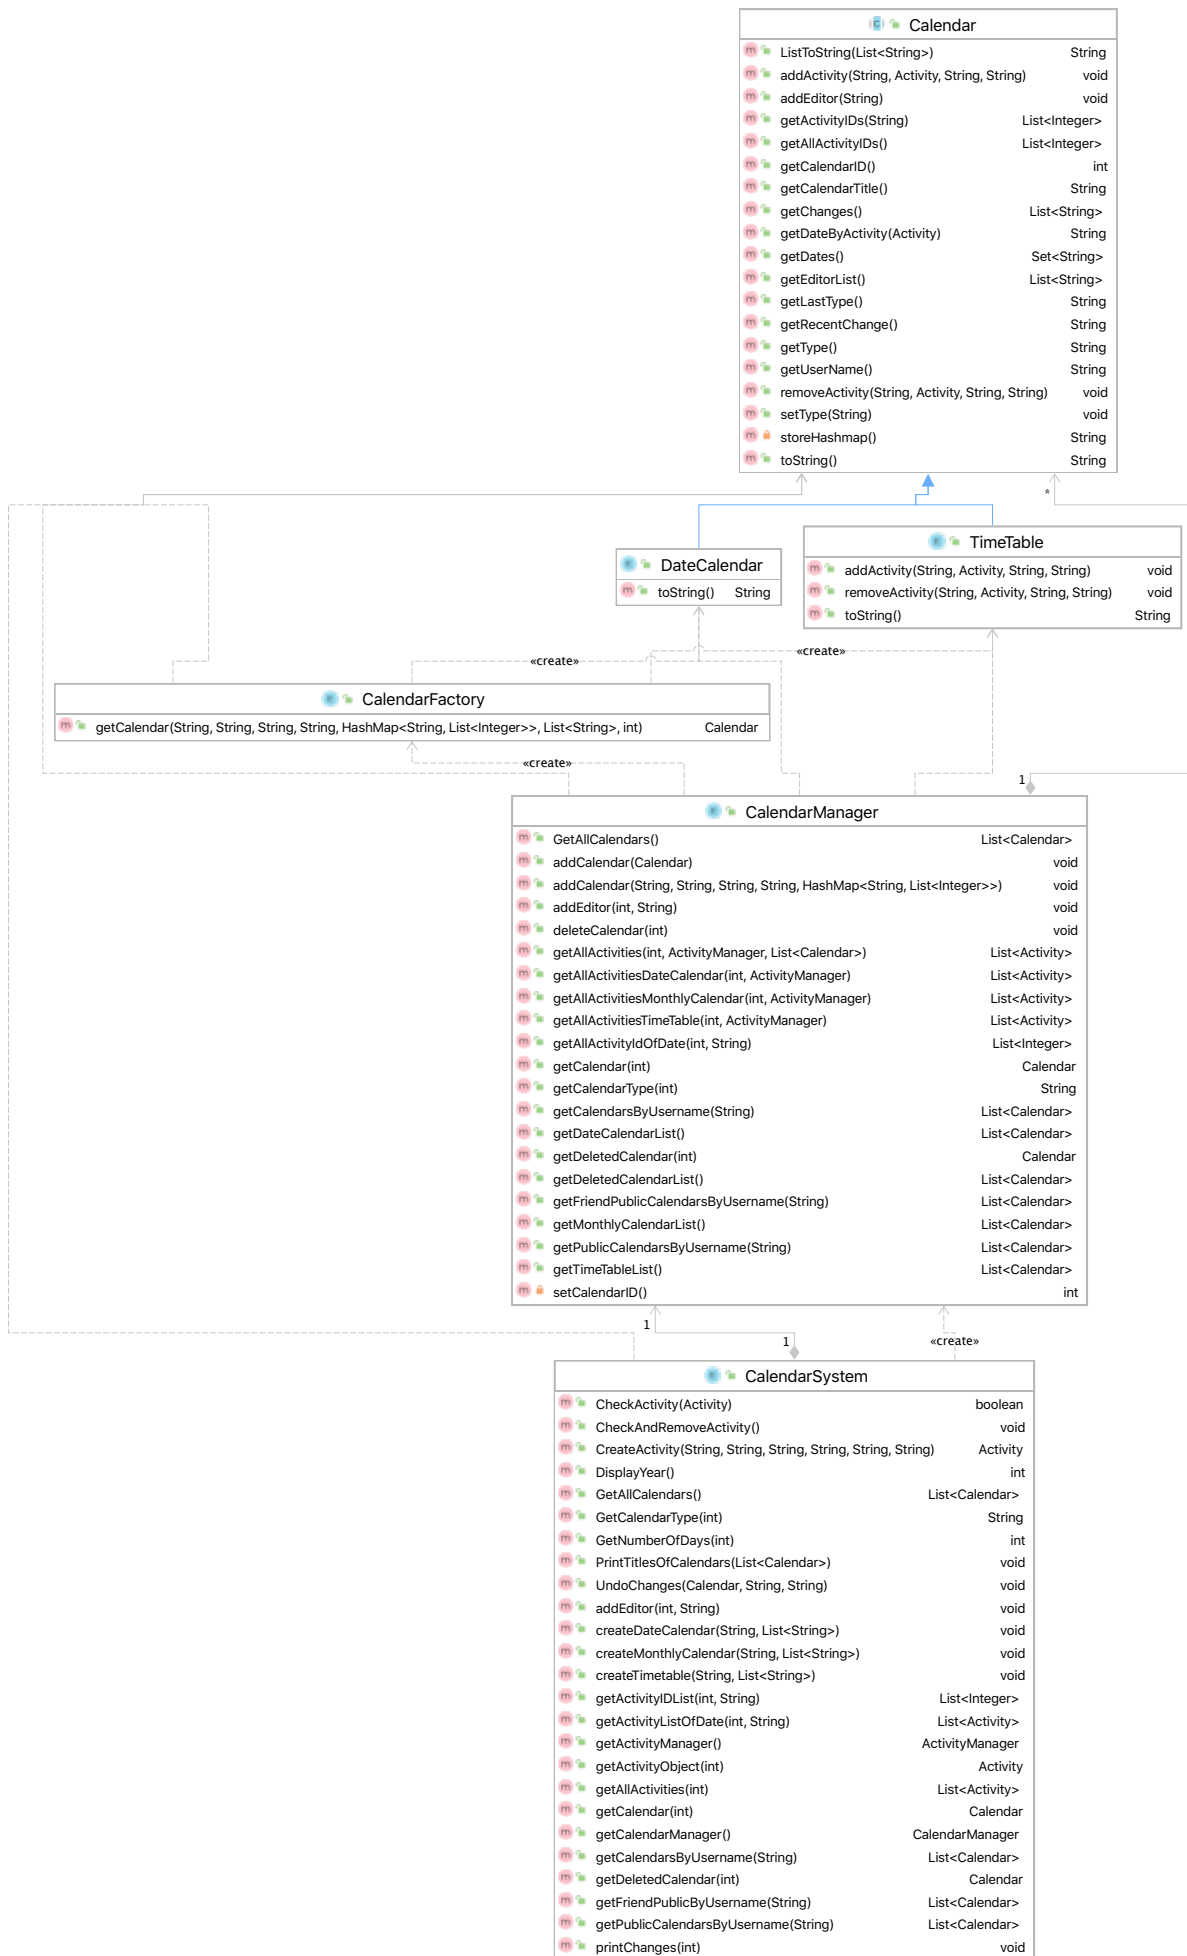 Calendar
ListToString(List<String>) String
addActivity(String, Activity, String, String) void
addEditor(String) void
getActivityIDs(String) List<Integer>
getAllActivityIDs() List<Integer>
getCalendarID() int
getCalendarTitle() String
getChanges() List<String>
getDateByActivity(Activity) String
getDates() Set<String>
getEditorList() List<String>
getLastType() String
getRecentChange() String
getType() String
getUserName() String
removeActivity(String, Activity, String, String) void
setType(String) void
storeHashmap() String
toString() String
*
DateCalendar
toString() String
TimeTable
addActivity(String, Activity, String, String) void
removeActivity(String, Activity, String, String) void
toString() String
«create»
«create»
CalendarFactory
getCalendar(String, String, String, String, HashMap<String, List<Integer>>, List<String>, int) Calendar
«create»
1
CalendarManager
GetAllCalendars() List<Calendar>
addCalendar(Calendar) void
addCalendar(String, String, String, String, HashMap<String, List<Integer>>) void
addEditor(int, String) void
deleteCalendar(int) void
getAllActivities(int, ActivityManager, List<Calendar>) List<Activity>
getAllActivitiesDateCalendar(int, ActivityManager) List<Activity>
getAllActivitiesMonthlyCalendar(int, ActivityManager) List<Activity>
getAllActivitiesTimeTable(int, ActivityManager) List<Activity>
getAllActivityIdOfDate(int, String) List<Integer>
getCalendar(int) Calendar
getCalendarType(int) String
getCalendarsByUsername(String) List<Calendar>
getDateCalendarList() List<Calendar>
getDeletedCalendar(int) Calendar
getDeletedCalendarList() List<Calendar>
getFriendPublicCalendarsByUsername(String) List<Calendar>
getMonthlyCalendarList() List<Calendar>
getPublicCalendarsByUsername(String) List<Calendar>
getTimeTableList() List<Calendar>
setCalendarID() int
1
1
«create»
CalendarSystem
CheckActivity(Activity) boolean
CheckAndRemoveActivity() void
CreateActivity(String, String, String, String, String, String) Activity
DisplayYear() int
GetAllCalendars() List<Calendar>
GetCalendarType(int) String
GetNumberOfDays(int) int
PrintTitlesOfCalendars(List<Calendar>) void
UndoChanges(Calendar, String, String) void
addEditor(int, String) void
createDateCalendar(String, List<String>) void
createMonthlyCalendar(String, List<String>) void
createTimetable(String, List<String>) void
getActivityIDList(int, String) List<Integer>
getActivityListOfDate(int, String) List<Activity>
getActivityManager() ActivityManager
getActivityObject(int) Activity
getAllActivities(int) List<Activity>
getCalendar(int) Calendar
getCalendarManager() CalendarManager
getCalendarsByUsername(String) List<Calendar>
getDeletedCalendar(int) Calendar
getFriendPublicByUsername(String) List<Calendar>
getPublicCalendarsByUsername(String) List<Calendar>
printChanges(int) void